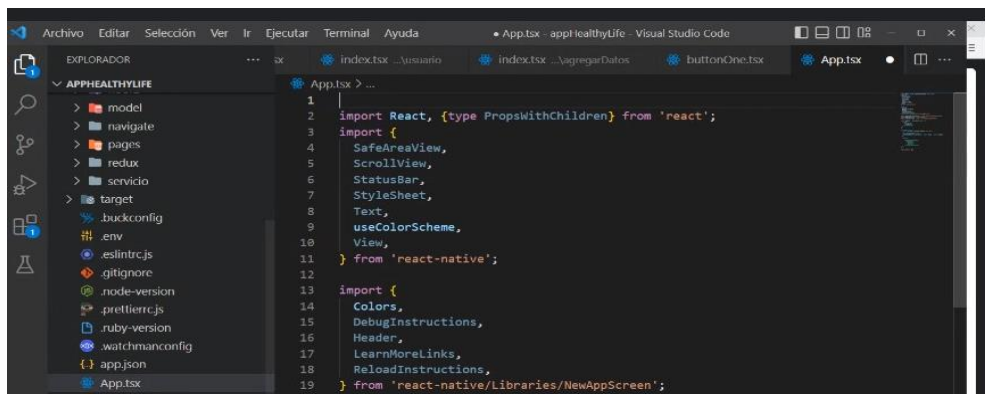 Archivo Editar Selección Ver Ir Ejecutar Terminal Ayuda
● App.tsx - appHealthyLife - Visual Studio Code
EXPLORADOR
APPHEALTHYLIFE
model
navigate
pages
redux
servicio
target
.buckconfig
.env
.eslintrc.js
.gitignore
.node-version
.prettierrc.js
.ruby-version
.watchmanconfig
app.json
App.tsx
sx index.tsx ...\usuario index.tsx ...\agregarDatos buttonOne.tsx App.tsx ●
App.tsx > ...
1
2 import React, {type PropsWithChildren} from 'react';
3 import {
4 SafeAreaView,
5 ScrollView,
6 StatusBar,
7 StyleSheet,
8 Text,
9 useColorScheme,
10 View,
11 } from 'react-native';
12
13 import {
14 Colors,
15 DebugInstructions,
16 Header,
17 LearnMoreLinks,
18 ReloadInstructions,
19 } from 'react-native/Libraries/NewAppScreen';